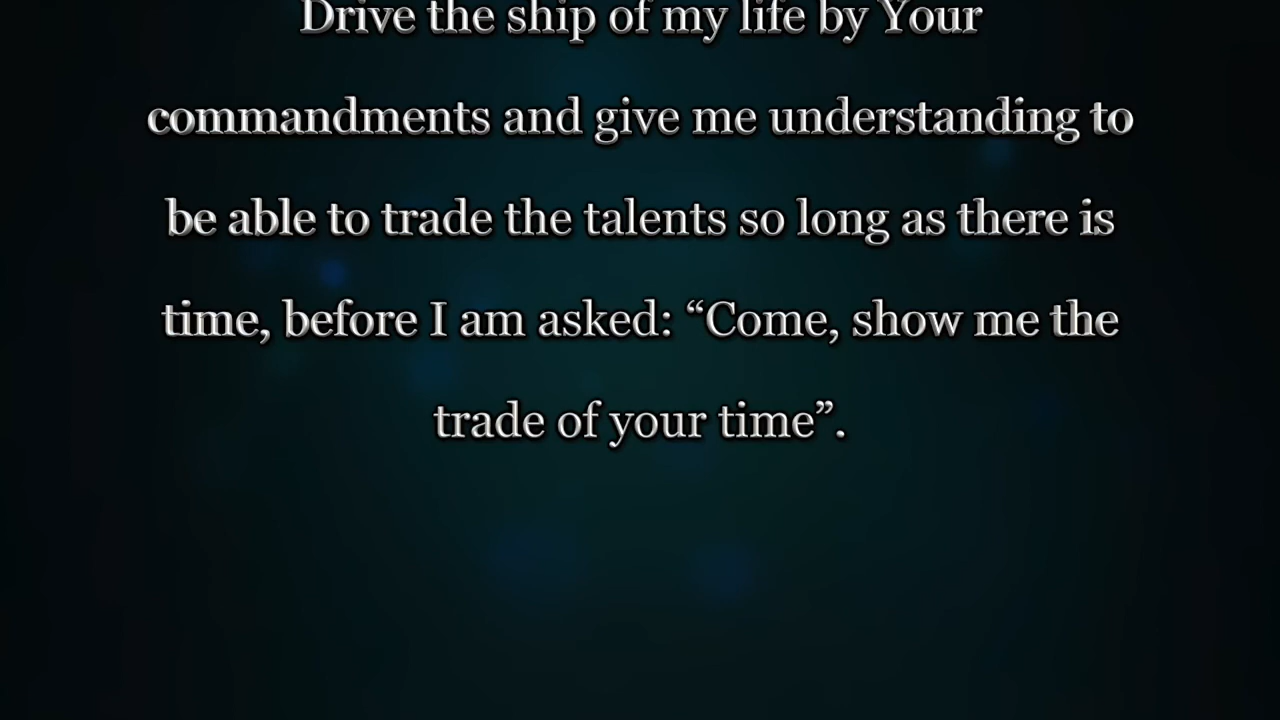 Drive the ship of my life by Your
commandments and give me understanding to
be able to trade the talents so long as there is
time, before I am asked: “Come, show me the
trade of your time”.